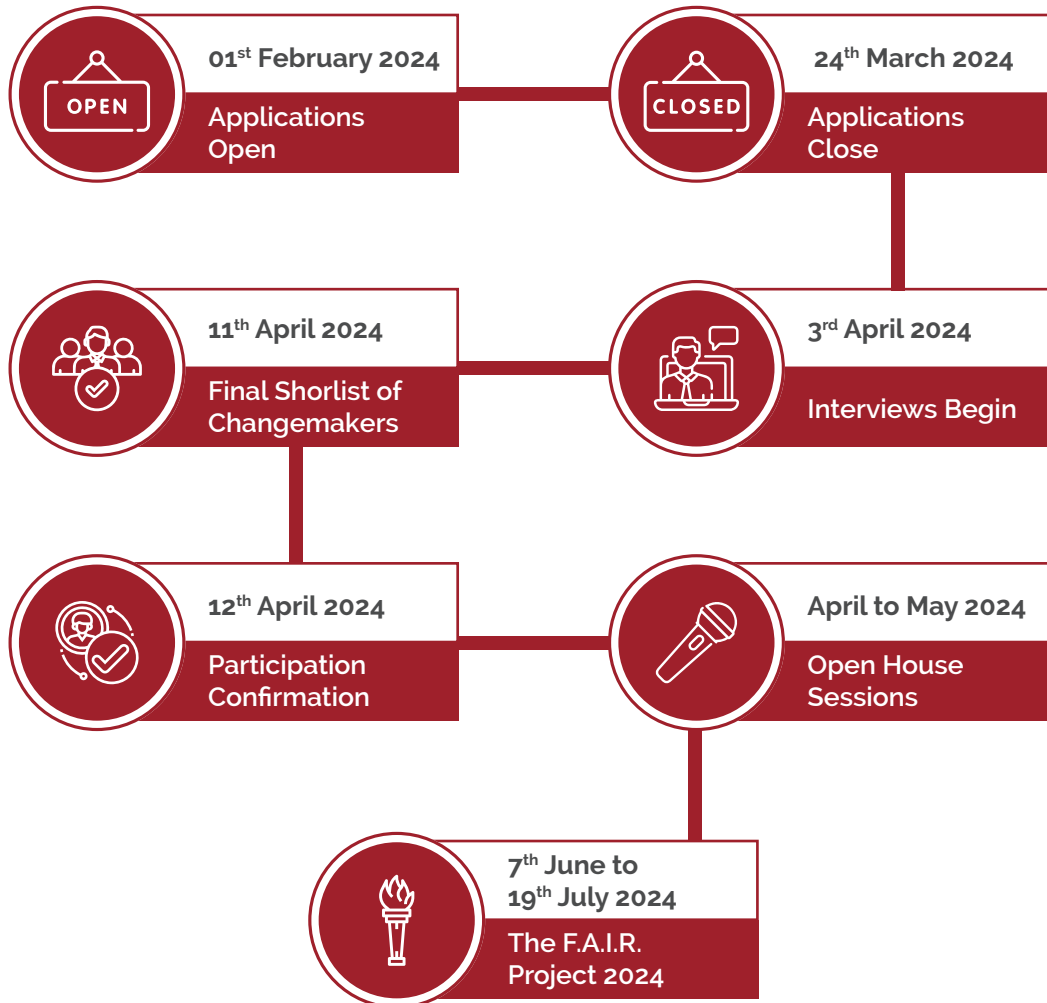 OPEN
01st February 2024
Applications
Open
CLOSED
24th March 2024
Applications
Close
3rd April 2024
Interviews Begin
11th April 2024
Final Shorlist of
Changemakers
12th April 2024
Participation
Confirmation
April to May 2024
Open House
Sessions
7th June to
19th July 2024
The F.A.I.R.
Project 2024